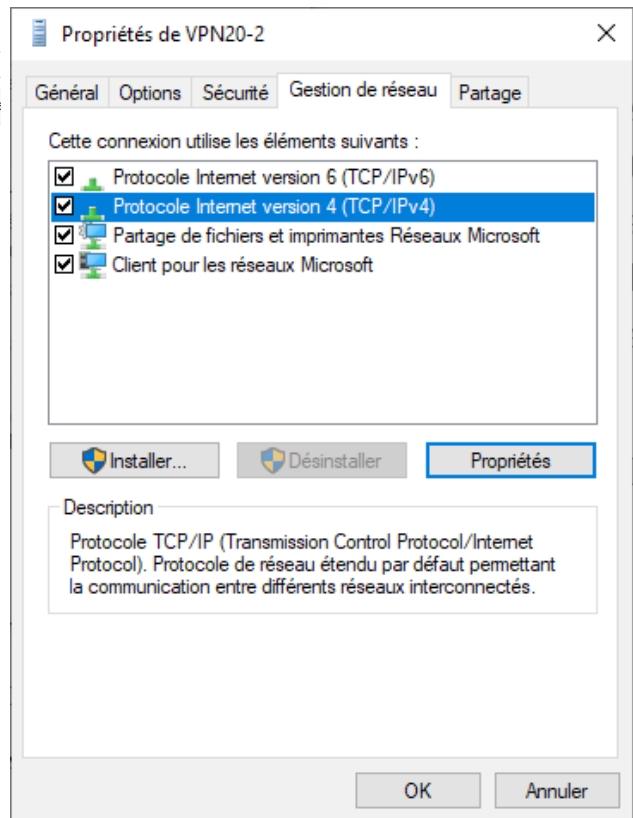 Propriétés de VPN20-2
Général Options Sécurité Gestion de réseau Partage
Cette connexion utilise les éléments suivants :
Protocole Internet version 6 (TCP/IPv6)
Protocole Internet version 4 (TCP/IPv4)
Partage de fichiers et imprimantes Réseaux Microsoft
Client pour les réseaux Microsoft
Installer... Désinstaller Propriétés
Description
Protocole TCP/IP (Transmission Control Protocol/Internet
Protocol). Protocole de réseau étendu par défaut permettant
la communication entre différents réseaux interconnectés.
OK Annuler